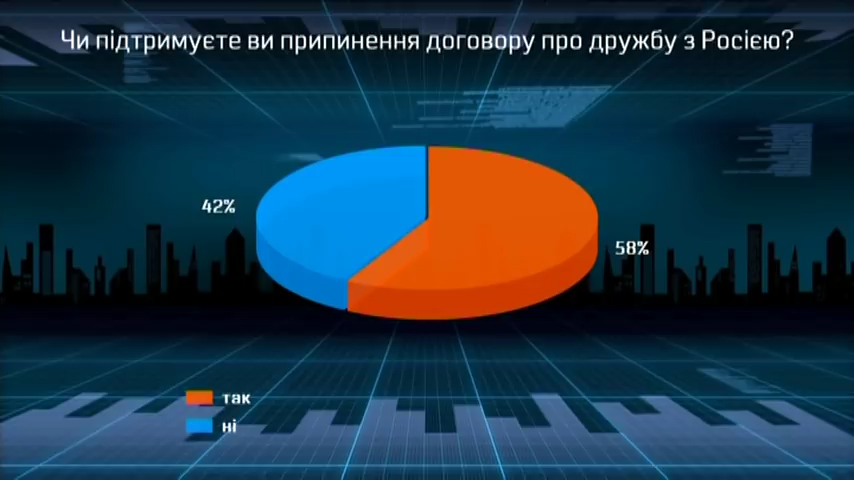 Чи підтримуєте ви припинення договору про дружбу з Росією?
42%
58%
так
ні